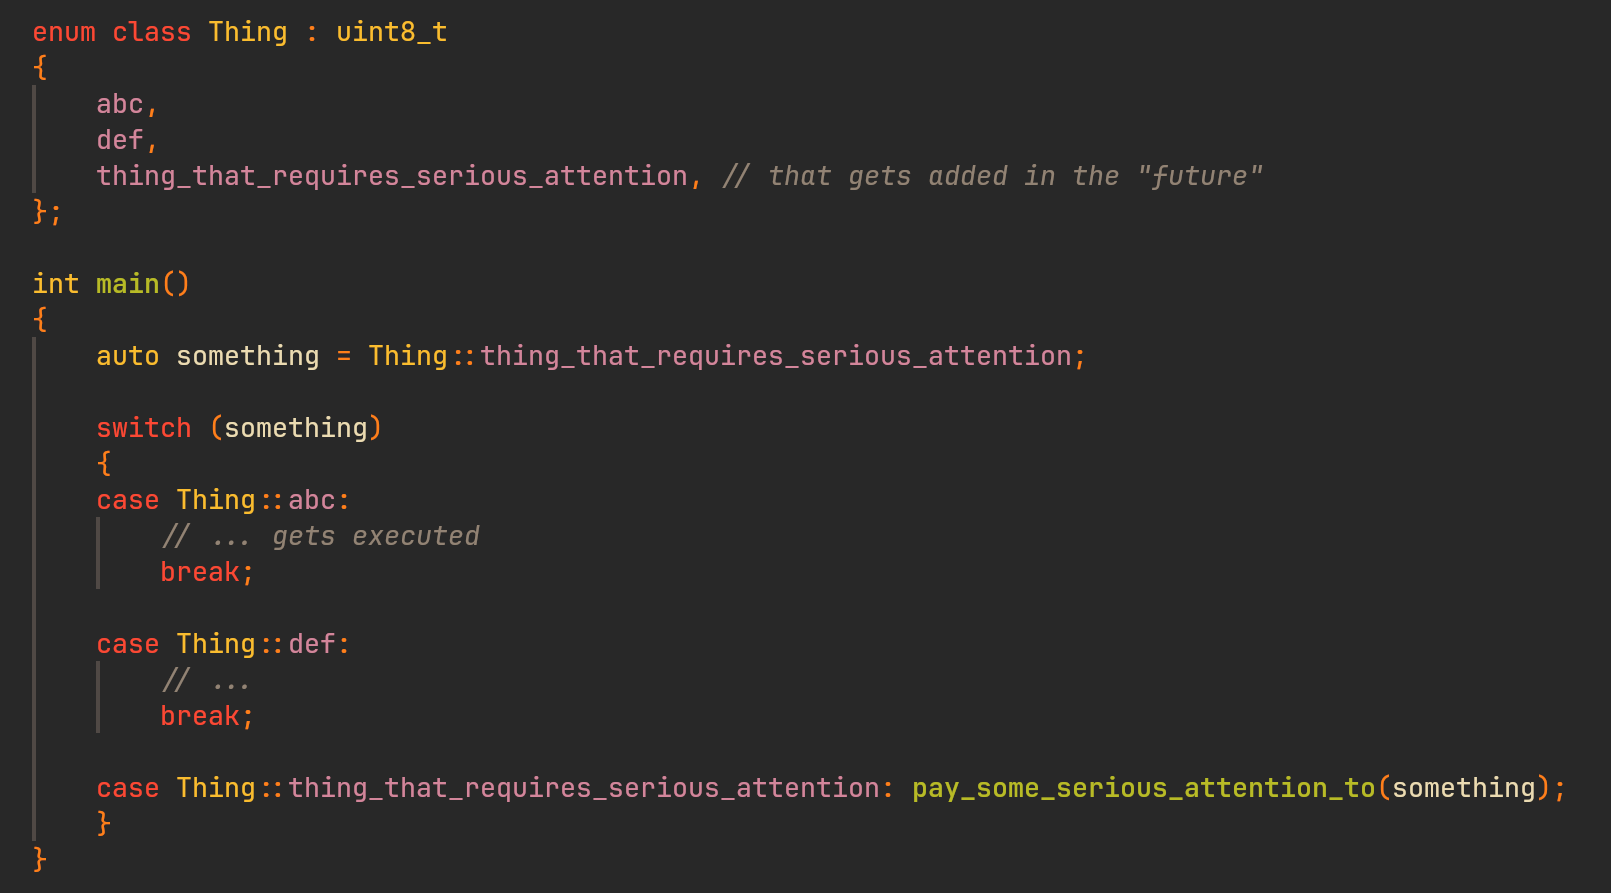 enum class Thing : uint8_t
{
    abc,
    def,
    thing_that_requires_serious_attention, // that gets added in the "future"
};

int main()
{
    auto something = Thing::thing_that_requires_serious_attention;

    switch (something)
    {
    case Thing::abc:
        // ... gets executed
        break;

    case Thing::def:
        // ...
        break;

    case Thing::thing_that_requires_serious_attention: pay_some_serious_attention_to(something);
    }
}